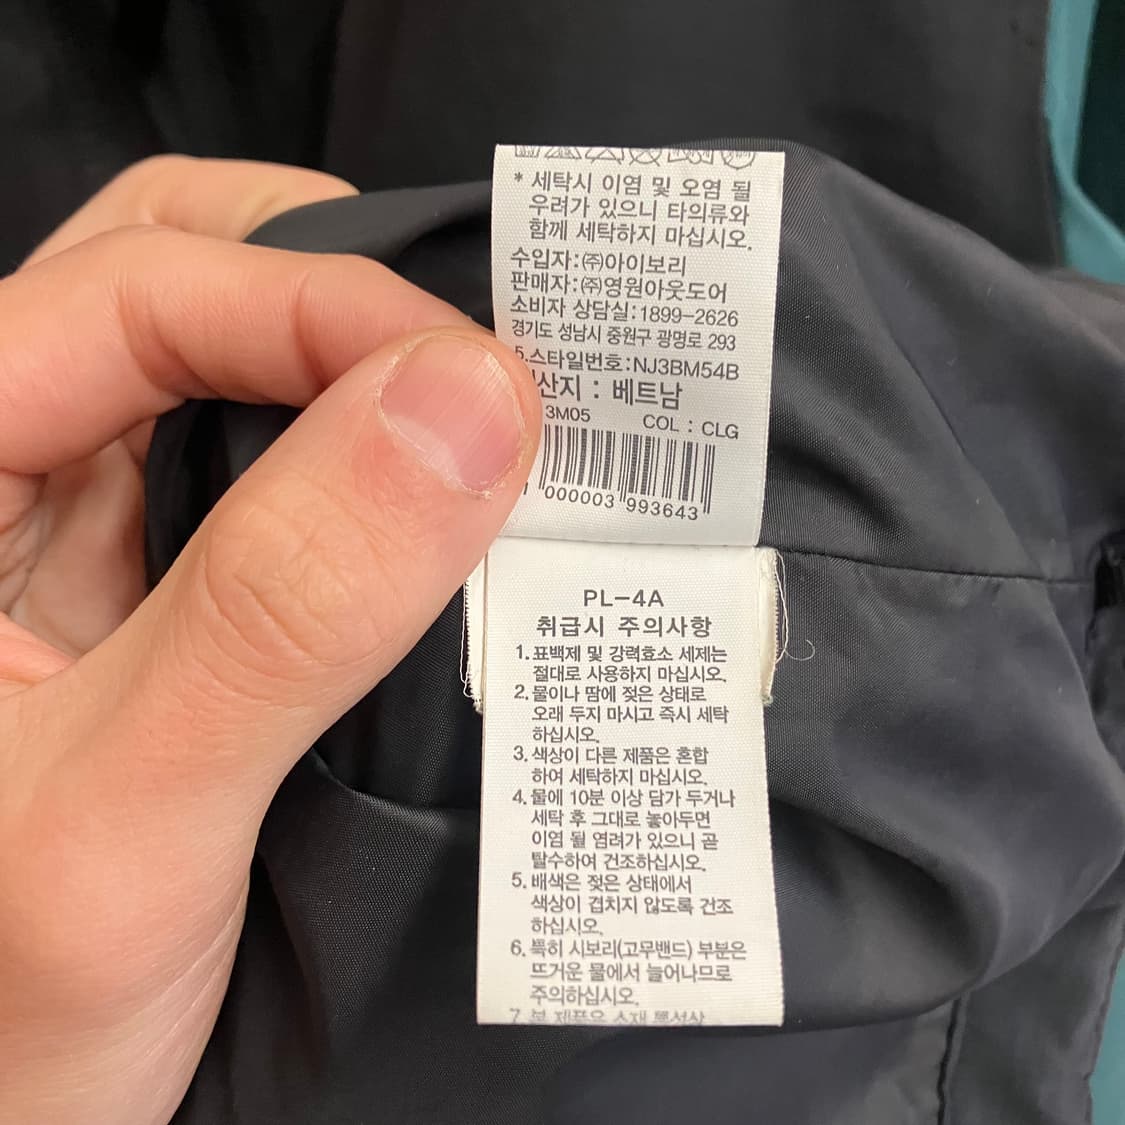 * 세탁시 이염 및 오염 될
우려가 있으니 타의류와
함께 세탁하지 마십시오.
수입자:㈜아이보리
판매자:㈜영원아웃도어
소비자 상담실:1899-2626
경기도 성남시 중원구 광명로 293
5.스타일번호:NJ3BM54B
산지 : 베트남
3M05 COL : CLG
000003 993643
PL-4A
취급시 주의사항
1. 표백제 및 강력효소 세제는
절대로 사용하지 마십시오.
2. 물이나 땀에 젖은 상태로
오래 두지 마시고 즉시 세탁
하십시오.
3. 색상이 다른 제품은 혼합
하여 세탁하지 마십시오.
4. 물에 10분 이상 담가 두거나
세탁 후 그대로 놓아두면
이염 될 염려가 있으니 곧
탈수하여 건조하십시오.
5. 배색은 젖은 상태에서
색상이 겹치지 않도록 건조
하십시오.
6. 특히 시보리(고무밴드) 부분은
뜨거운 물에서 늘어나므로
주의하십시오.
7. 본 제품은 소재 특성상